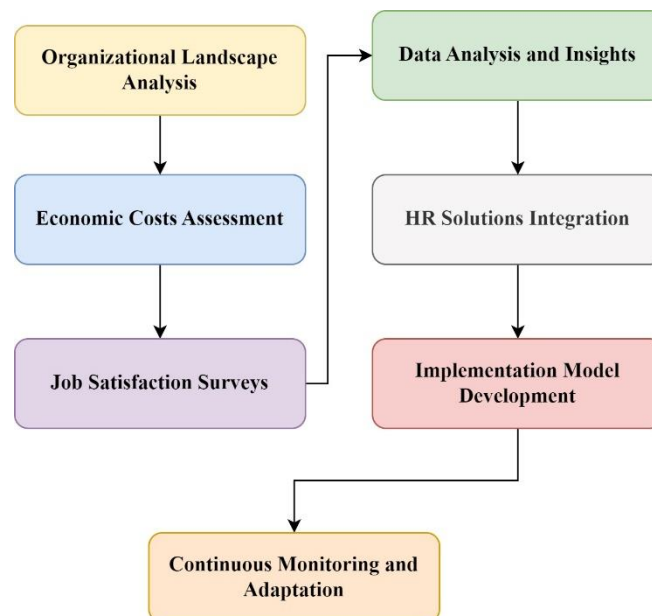 Organizational Landscape
Analysis
Economic Costs Assessment
Job Satisfaction Surveys
Data Analysis and Insights
HR Solutions Integration
Implementation Model
Development
Continuous Monitoring and
Adaptation